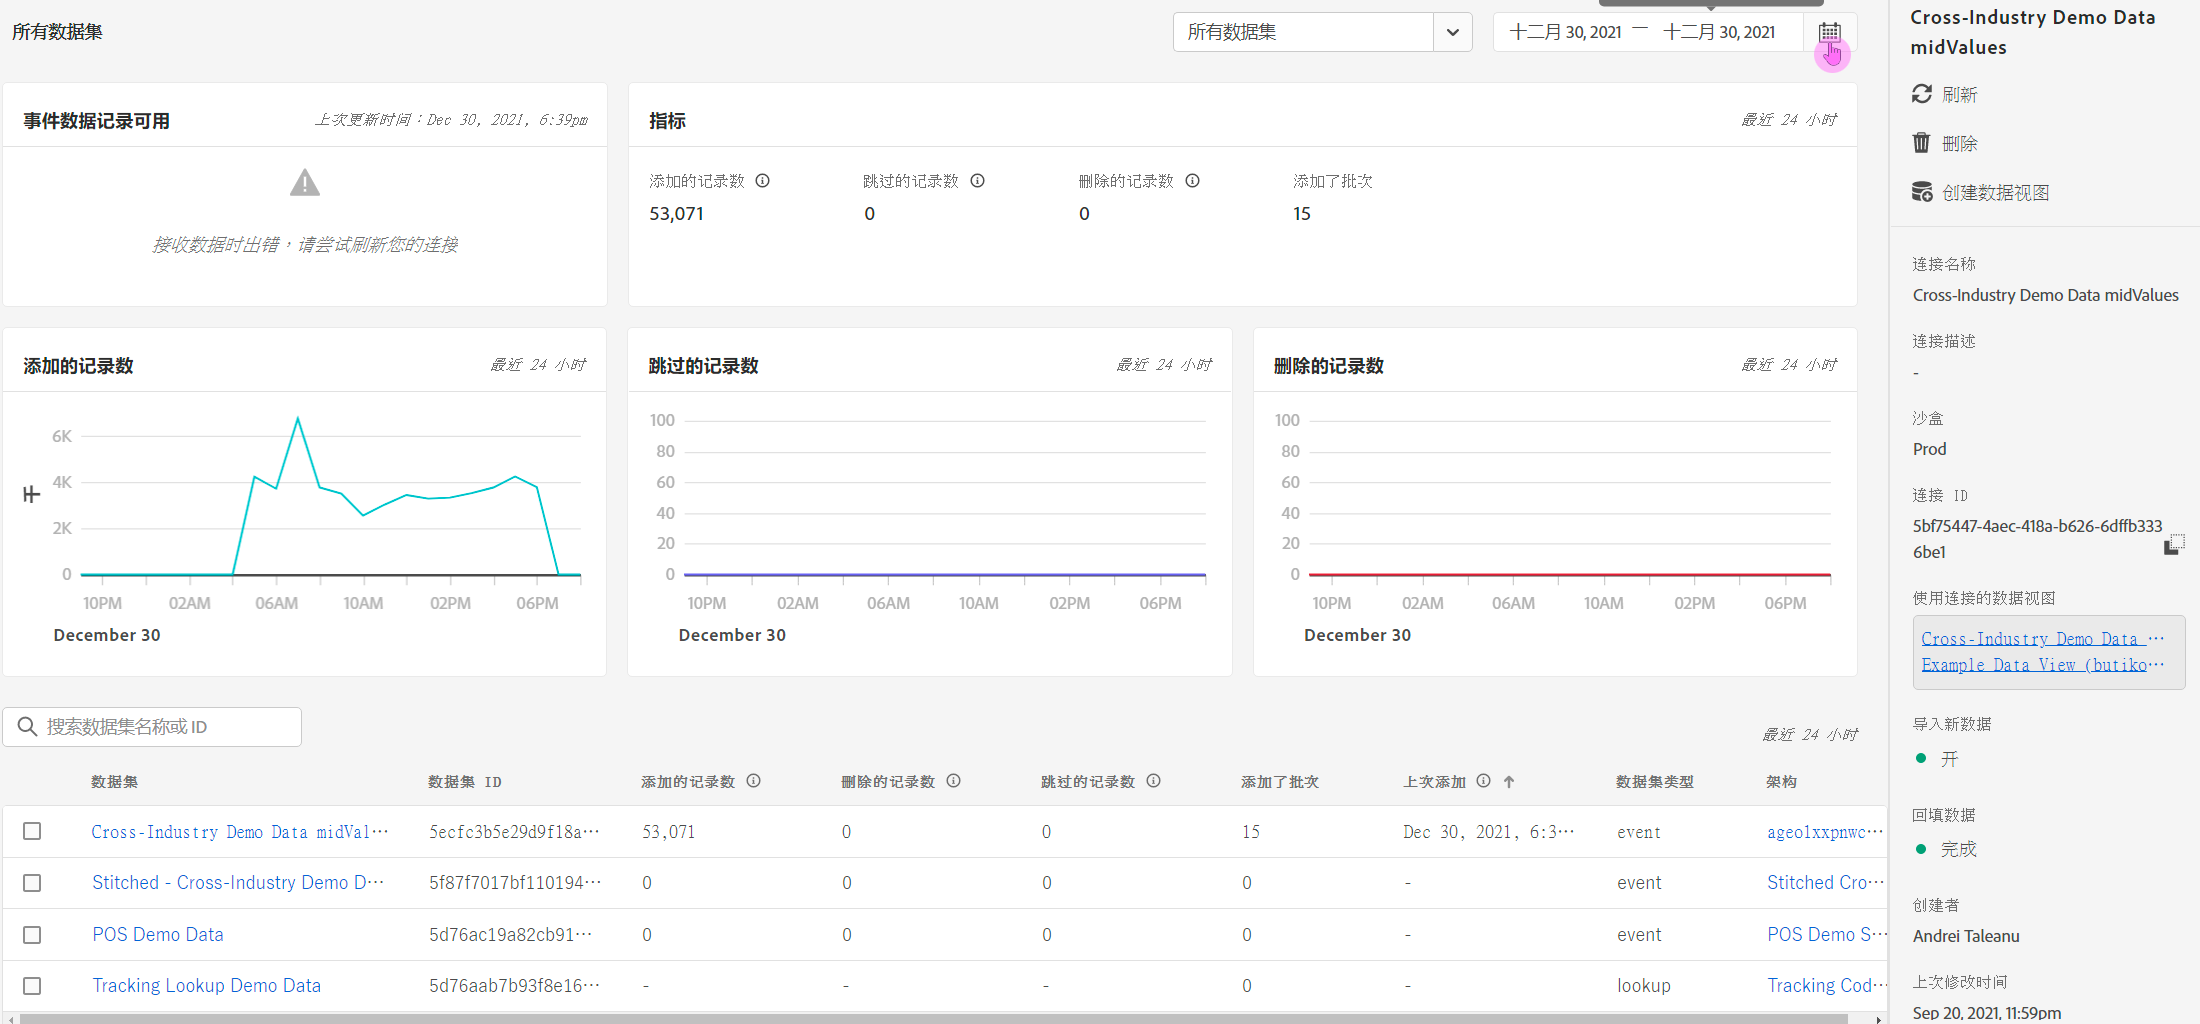 所有数据集
所有数据集
十二月 30, 2021 — 十二月 30, 2021
事件数据记录可用
上次更新时间：Dec 30, 2021, 6:39pm
接收数据时出错，请尝试刷新您的连接
指标
最近 24 小时
添加的记录数
53,071
跳过的记录数
0
删除的记录数
0
添加了批次
15
添加的记录数
最近 24 小时
6K
4K
2K
0
10PM 02AM 06AM 10AM 02PM 06PM
December 30
跳过的记录数
最近 24 小时
100
80
60
40
20
0
10PM 02AM 06AM 10AM 02PM 06PM
December 30
删除的记录数
最近 24 小时
100
80
60
40
20
0
10PM 02AM 06AM 10AM 02PM 06PM
December 30
搜索数据集名称或 ID
最近 24 小时
数据集 数据集 ID 添加的记录数 删除的记录数 跳过的记录数 添加了批次 上次添加 数据集类型 架构
Cross-Industry Demo Data midVal··· 5ecfc3b5e29d9f18a··· 53,071 0 0 15 Dec 30, 2021, 6:3··· event ageolxxpnwc···
Stitched - Cross-Industry Demo D··· 5f87f7017bf110194··· 0 0 0 0 - event Stitched Cro···
POS Demo Data 5d76ac19a82cb91··· 0 0 0 0 - event POS Demo S···
Tracking Lookup Demo Data 5d76aab7b93f8e16··· - - - 0 - lookup Tracking Cod···
Cross-Industry Demo Data
midValues
刷新
删除
创建数据视图
连接名称
Cross-Industry Demo Data midValues
连接描述
-
沙盒
Prod
连接 ID
5bf75447-4aec-418a-b626-6dffb333
6be1
使用连接的数据视图
Cross-Industry Demo Data ···
Example Data View (butiko···
导入新数据
开
回填数据
完成
创建者
Andrei Taleanu
上次修改时间
Sep 20, 2021, 11:59pm